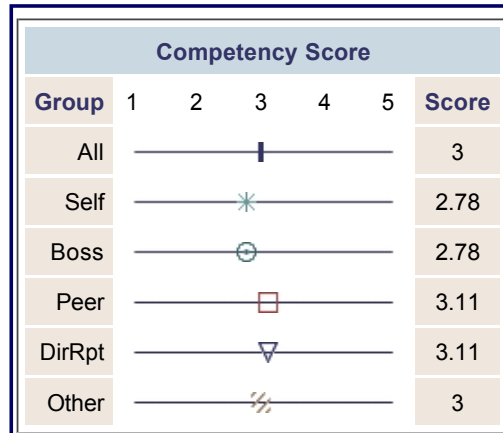 Competency Score
Group 1 2 3 4 5 Score
All 3
Self 2.78
Boss 2.78
Peer 3.11
DirRpt 3.11
Other 3